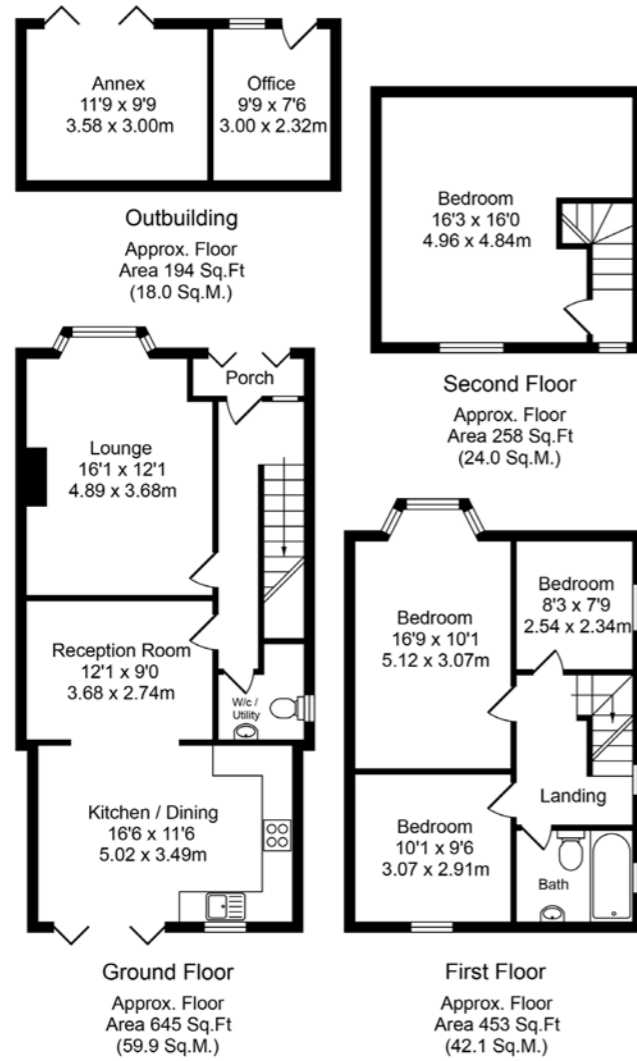 Annex
11'9 x 9'9
3.58 x 3.00m
Office
9'9 x 7'6
3.00 x 2.32m
Outbuilding
Approx. Floor
Area 194 Sq.Ft
(18.0 Sq.M.)
Bedroom
16'3 x 16'0
4.96 x 4.84m
Second Floor
Approx. Floor
Area 258 Sq.Ft
(24.0 Sq.M.)
Porch
Lounge
16'1 x 12'1
4.89 x 3.68m
Reception Room
12'1 x 9'0
3.68 x 2.74m
W/c /
Utility
Kitchen / Dining
16'6 x 11'6
5.02 x 3.49m
Ground Floor
Approx. Floor
Area 645 Sq.Ft
(59.9 Sq.M.)
Bedroom
8'3 x 7'9
2.54 x 2.34m
Bedroom
16'9 x 10'1
5.12 x 3.07m
Landing
Bedroom
10'1 x 9'6
3.07 x 2.91m
Bath
First Floor
Approx. Floor
Area 453 Sq.Ft
(42.1 Sq.M.)